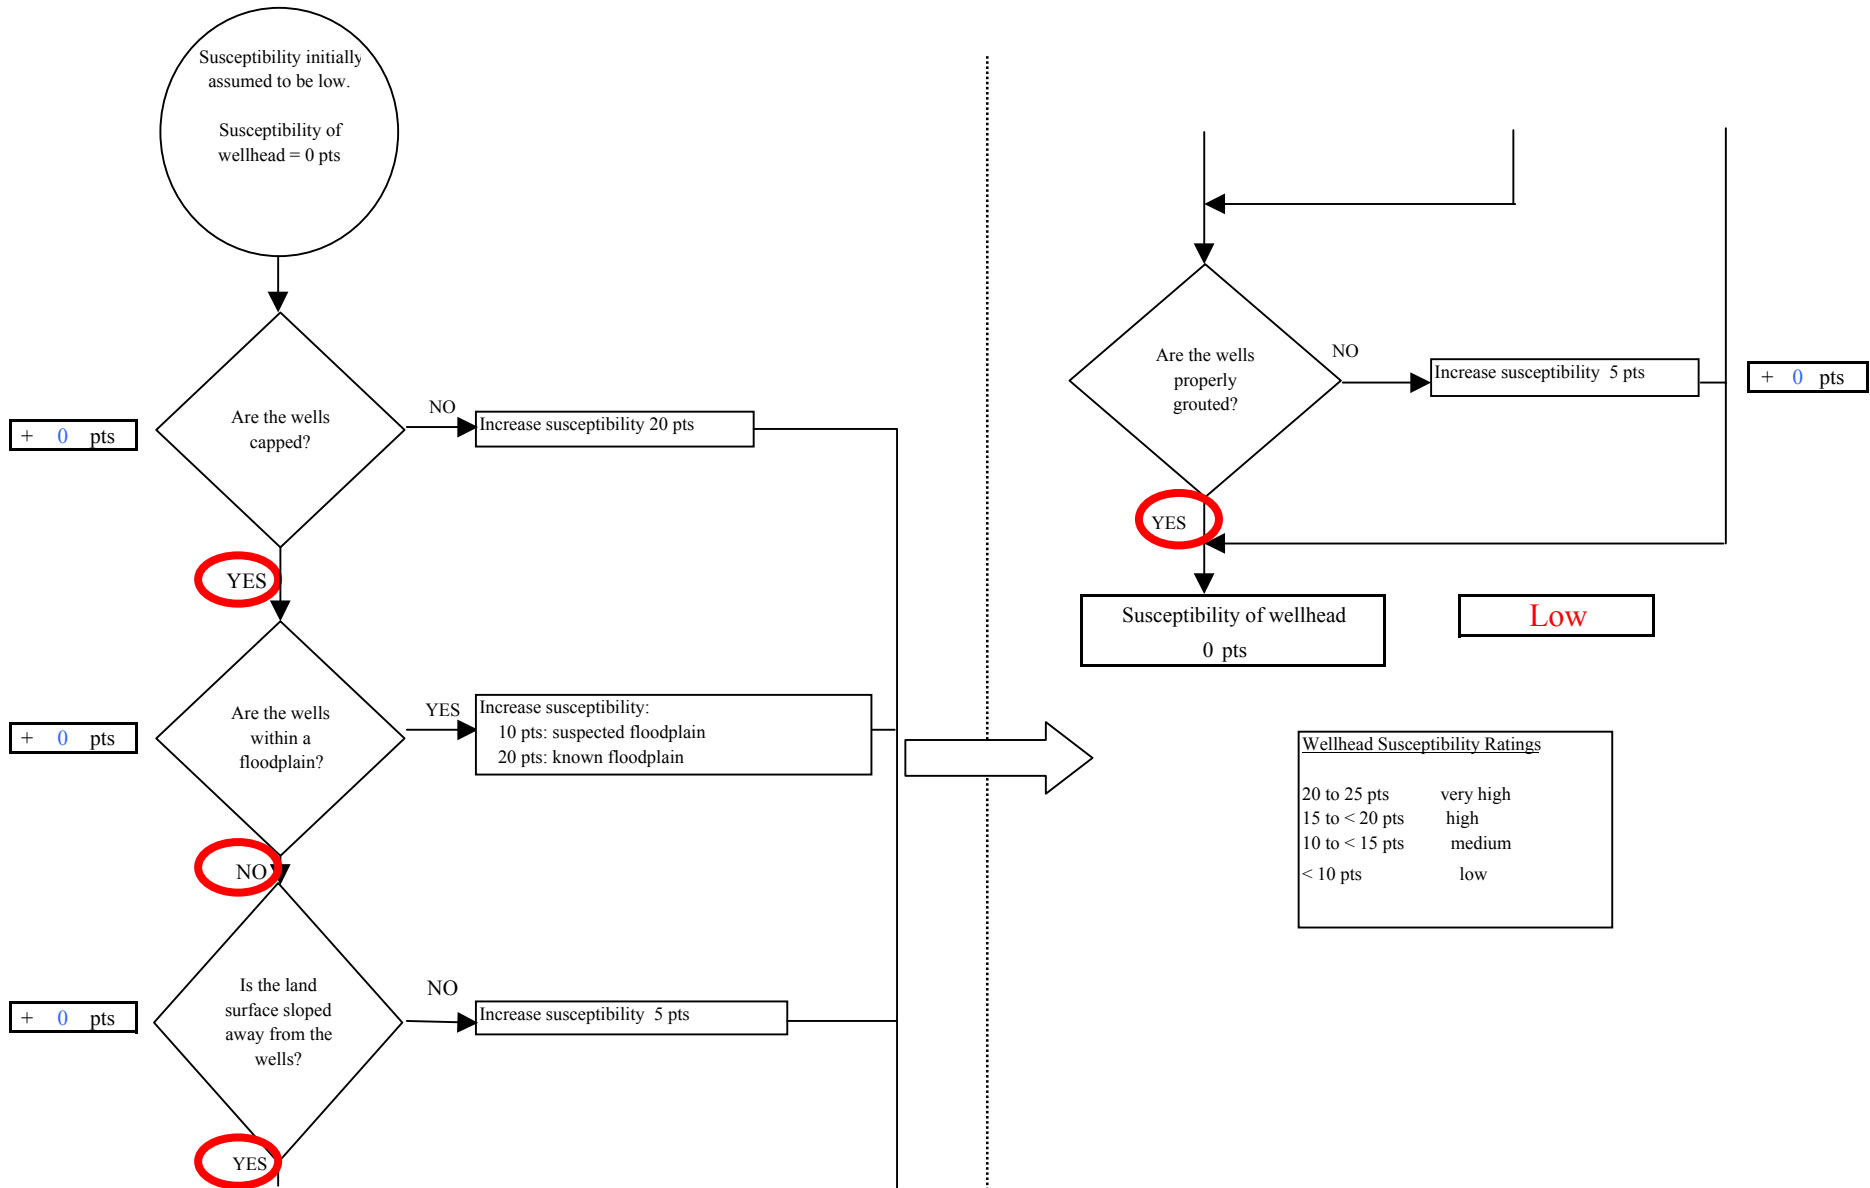 Susceptibility initially
assumed to be low.
Susceptibility of
wellhead = 0 pts
+ 0 pts
Are the wells
capped?
NO
Increase susceptibility 20 pts
YES
+ 0 pts
Are the wells
within a
floodplain?
YES
Increase susceptibility:
10 pts: suspected floodplain
20 pts: known floodplain
NO
+ 0 pts
Is the land
surface sloped
away from the
wells?
NO
Increase susceptibility 5 pts
YES
Are the wells
properly
grouted?
NO
Increase susceptibility 5 pts
+ 0 pts
YES
Susceptibility of wellhead
0 pts
Low
Wellhead Susceptibility Ratings
20 to 25 pts very high
15 to < 20 pts high
10 to < 15 pts medium
< 10 pts low